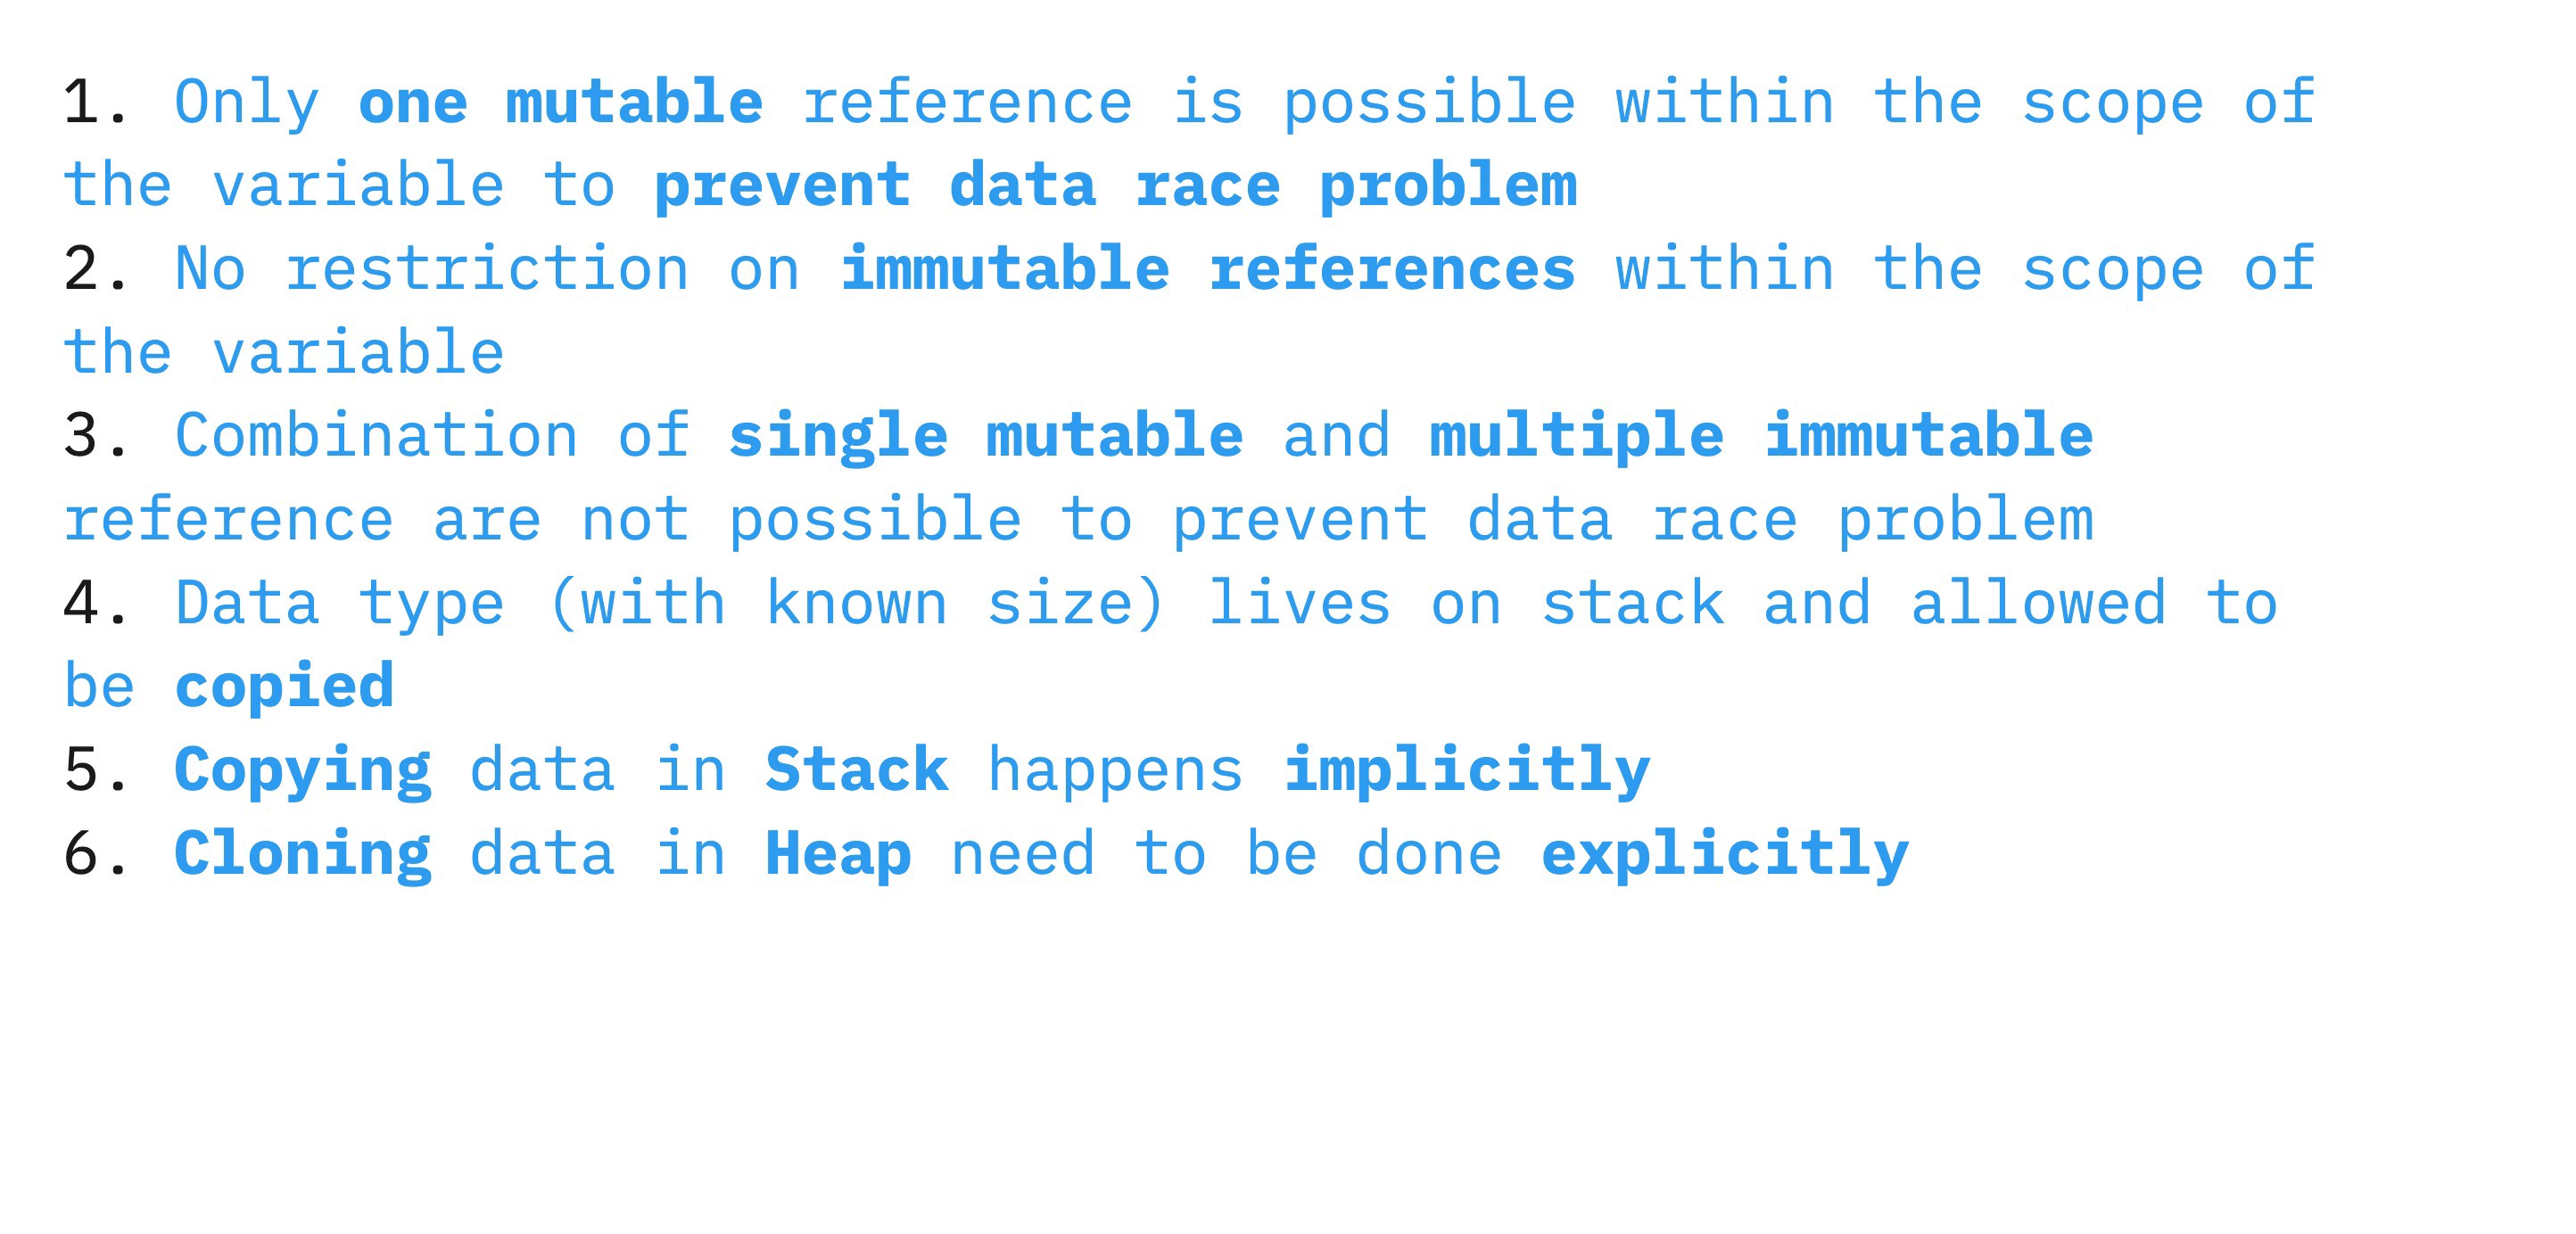 1. Only one mutable reference is possible within the scope of
the variable to prevent data race problem
2. No restriction on immutable references within the scope of
the variable
3. Combination of single mutable and multiple immutable
reference are not possible to prevent data race problem
4. Data type (with known size) lives on stack and allowed to
be copied
5. Copying data in Stack happens implicitly
6. Cloning data in Heap need to be done explicitly